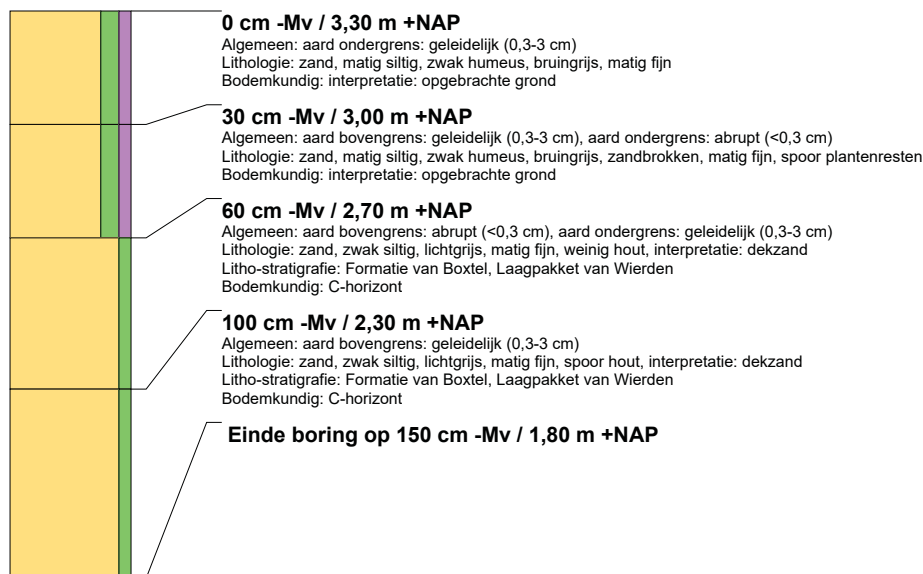 0 cm -Mv / 3,30 m +NAP
Algemeen: aard ondergrens: geleidelijk (0,3-3 cm)
Lithologie: zand, matig siltig, zwak humeus, bruingrijs, matig fijn
Bodemkundig: interpretatie: opgebrachte grond
30 cm -Mv / 3,00 m +NAP
Algemeen: aard bovengrens: geleidelijk (0,3-3 cm), aard ondergrens: abrupt (<0,3 cm)
Lithologie: zand, matig siltig, zwak humeus, bruingrijs, zandbrokken, matig fijn, spoor plantenresten
Bodemkundig: interpretatie: opgebrachte grond
60 cm -Mv / 2,70 m +NAP
Algemeen: aard bovengrens: abrupt (<0,3 cm), aard ondergrens: geleidelijk (0,3-3 cm)
Lithologie: zand, zwak siltig, lichtgrijs, matig fijn, weinig hout, interpretatie: dekzand
Litho-stratigrafie: Formatie van Boxtel, Laagpakket van Wierden
Bodemkundig: C-horizont
100 cm -Mv / 2,30 m +NAP
Algemeen: aard bovengrens: geleidelijk (0,3-3 cm)
Lithologie: zand, zwak siltig, lichtgrijs, matig fijn, spoor hout, interpretatie: dekzand
Litho-stratigrafie: Formatie van Boxtel, Laagpakket van Wierden
Bodemkundig: C-horizont
Einde boring op 150 cm -Mv / 1,80 m +NAP